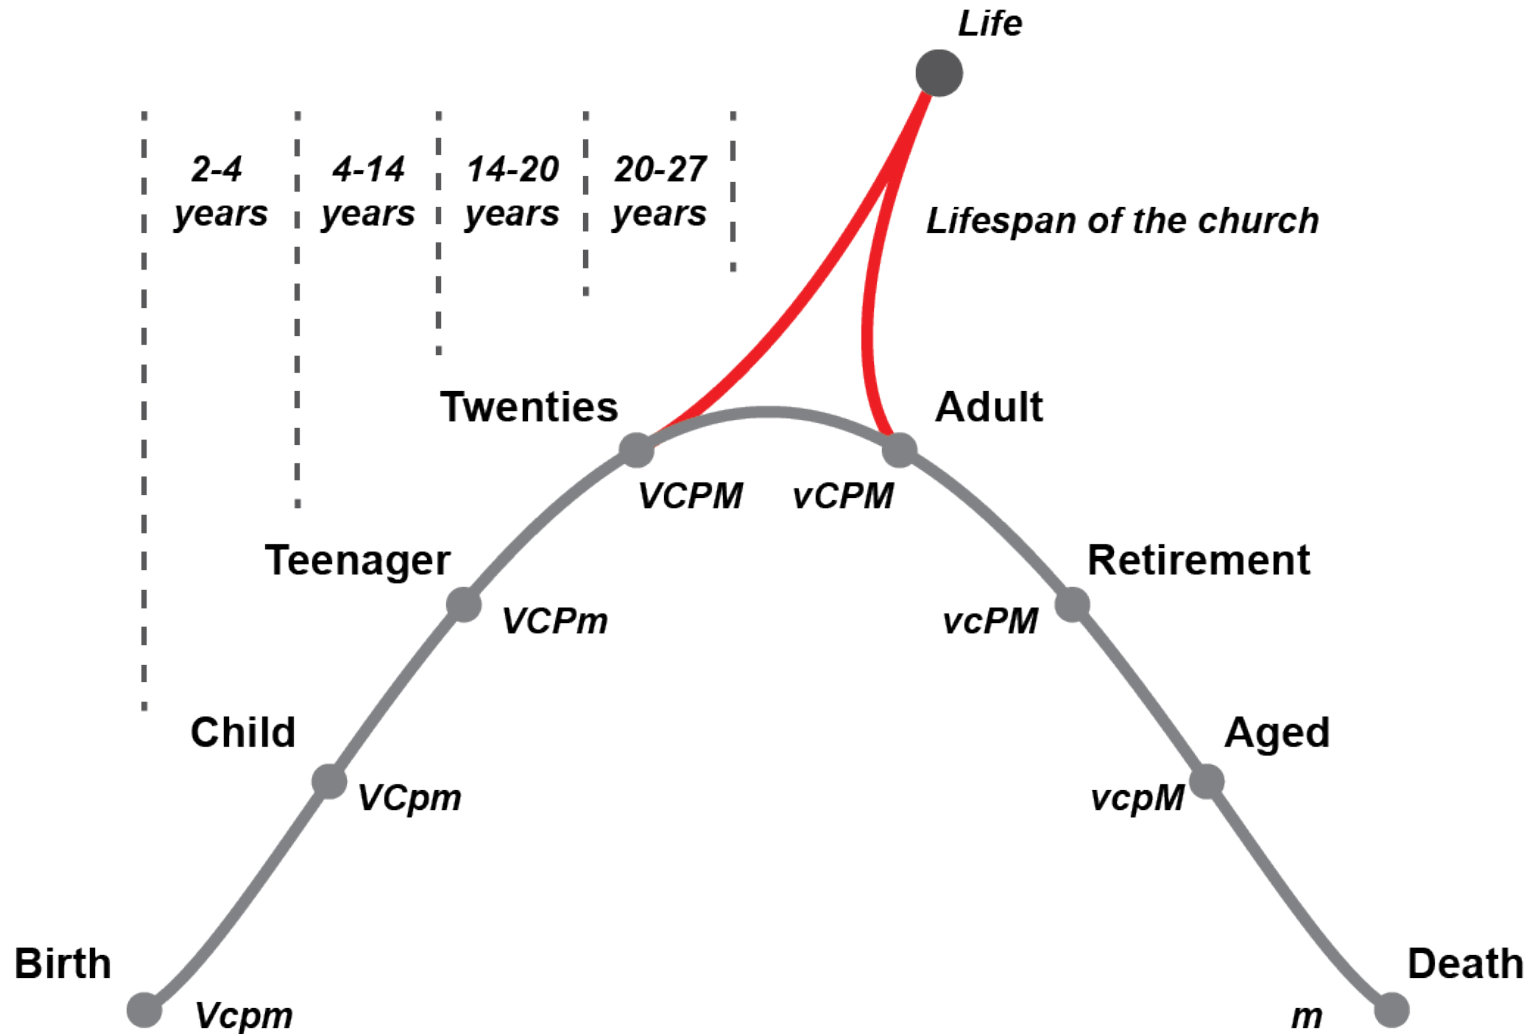 Life
2-4
years
4-14
years
14-20
years
20-27
years
Lifespan of the church
Twenties
Adult
VCPM
vCPM
Teenager
Retirement
VCPm
vcPM
Child
Aged
VCpm
vcpM
Birth
Death
Vcpm
m